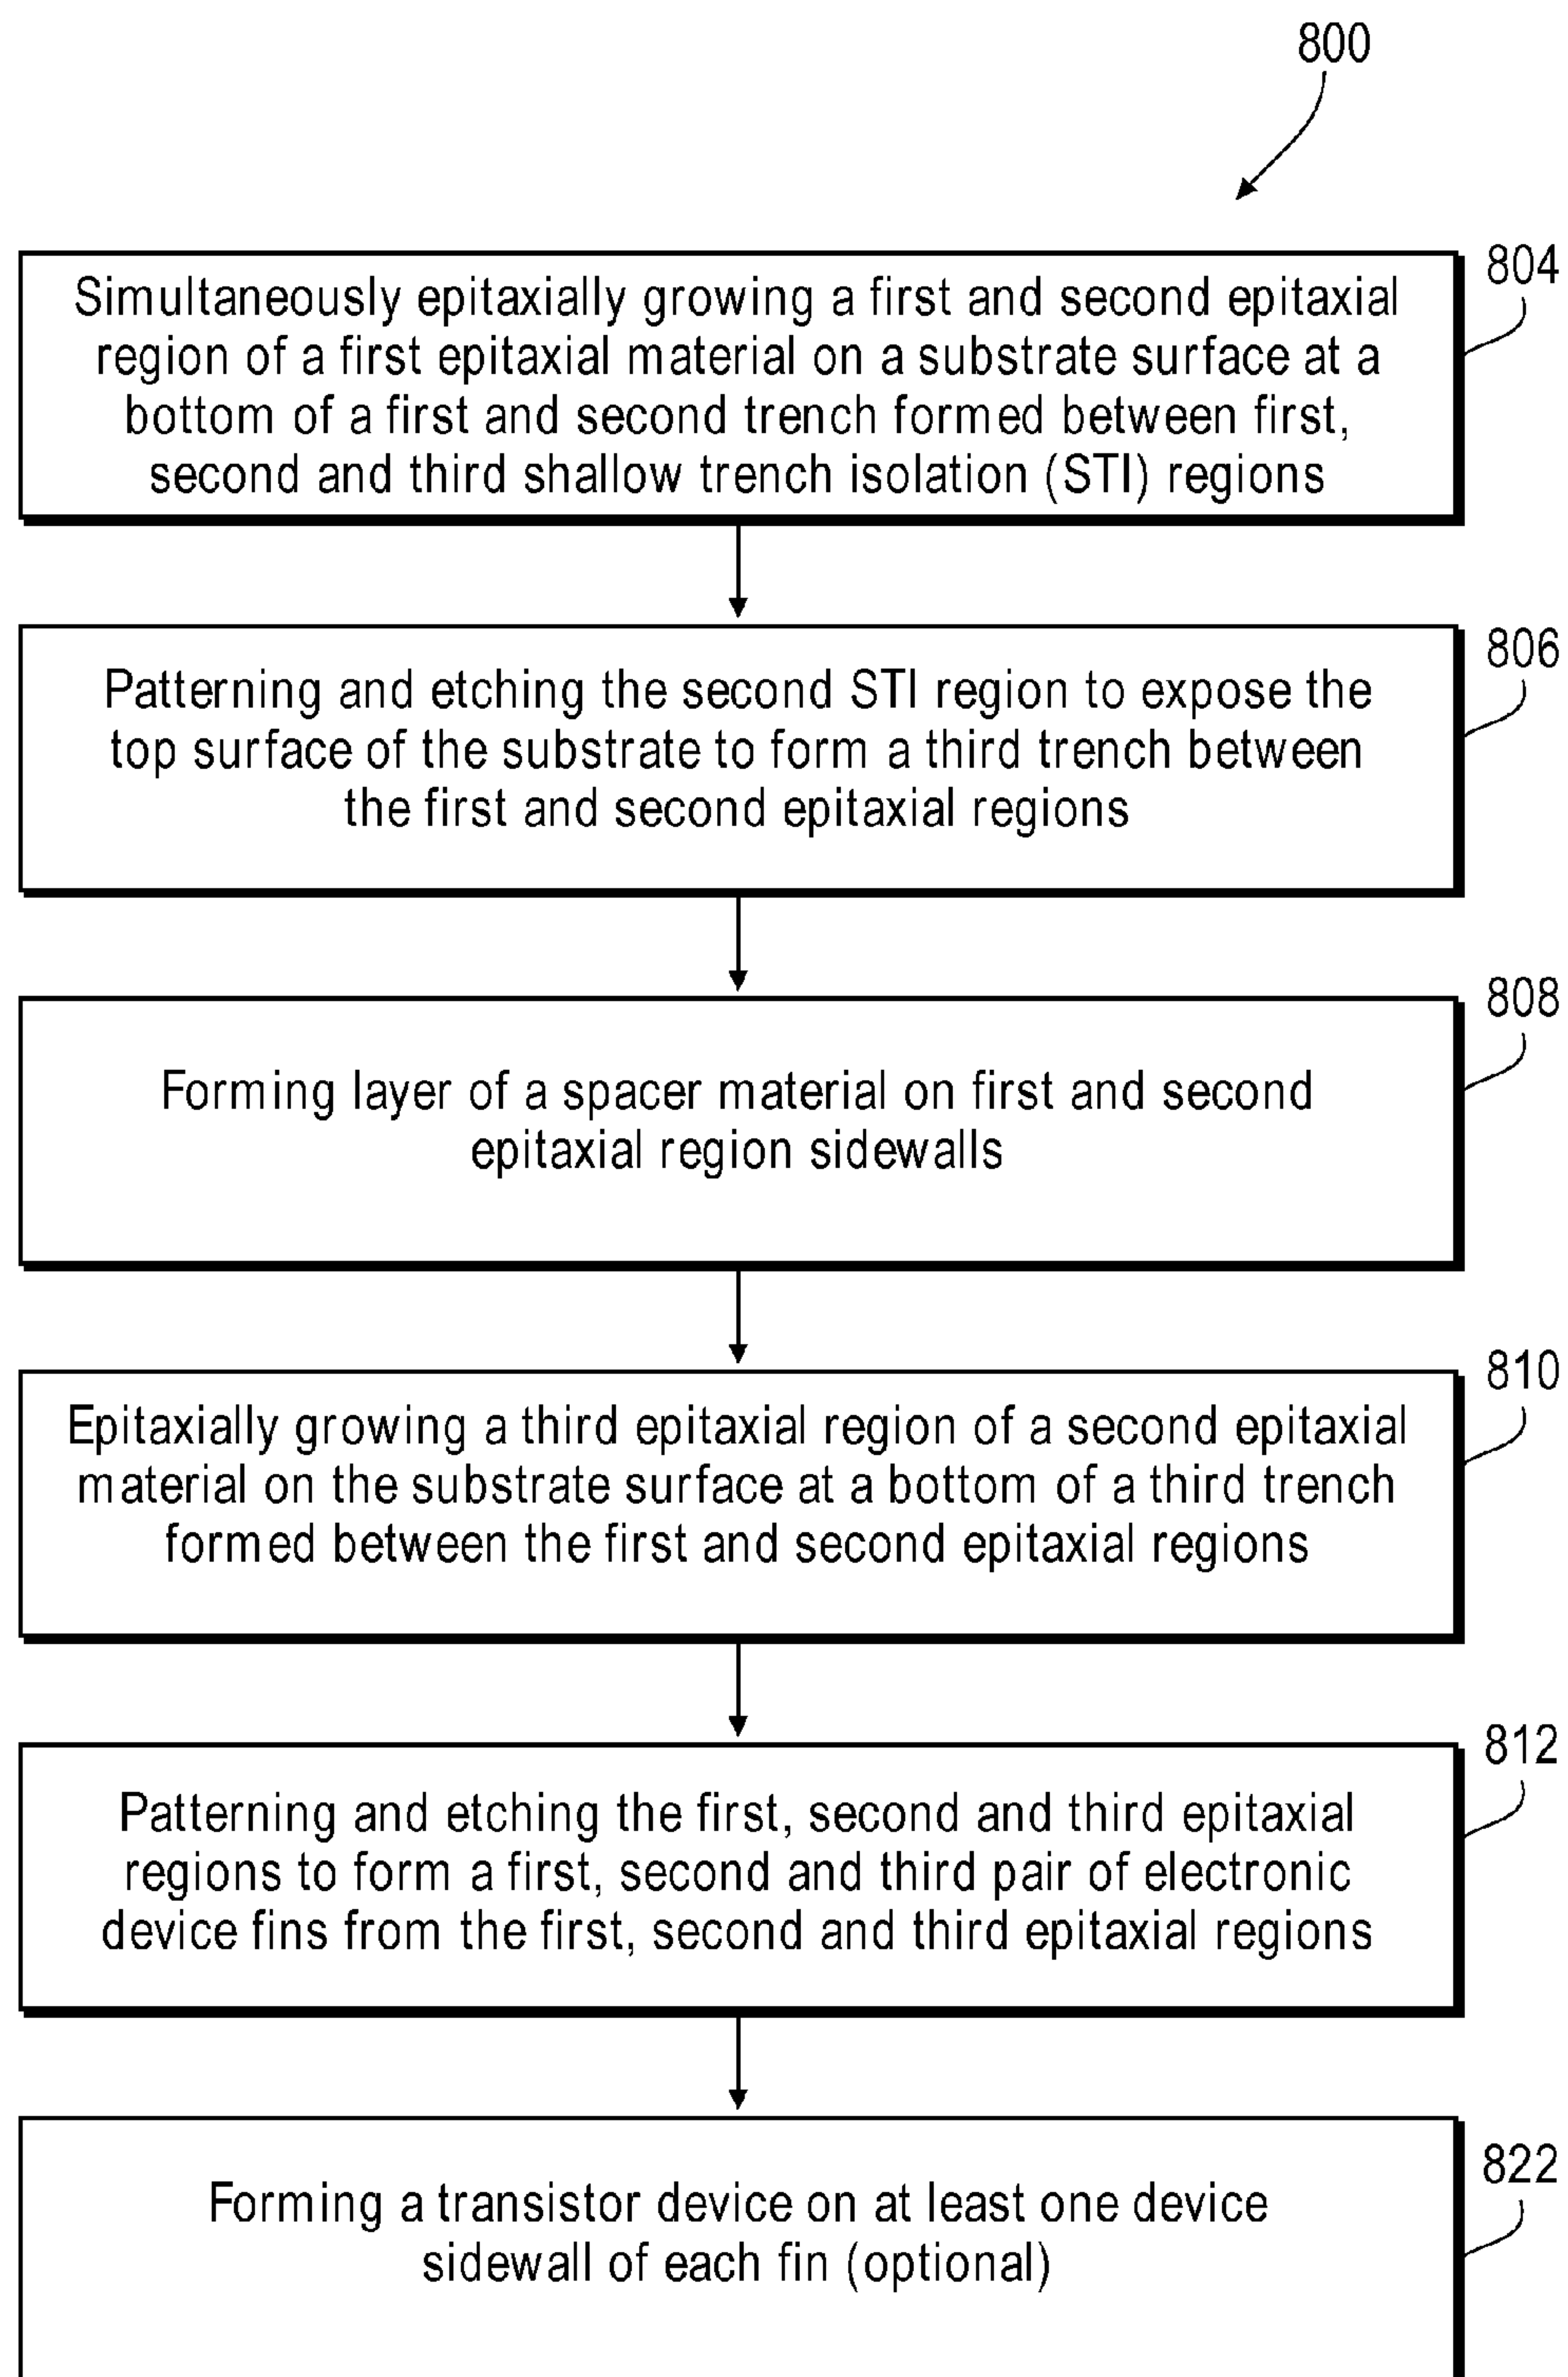 800
804
Simultaneously epitaxially growing a first and second epitaxial
region of a first epitaxial material on a substrate surface at a
bottom of a first and second trench formed between first,
second and third shallow trench isolation (STI) regions
806
Patterning and etching the second STI region to expose the
top surface of the substrate to form a third trench between
the first and second epitaxial regions
808
Forming layer of a spacer material on first and second
epitaxial region sidewalls
810
Epitaxially growing a third epitaxial region of a second epitaxial
material on the substrate surface at a bottom of a third trench
formed between the first and second epitaxial regions
812
Patterning and etching the first, second and third epitaxial
regions to form a first, second and third pair of electronic
device fins from the first, second and third epitaxial regions
822
Forming a transistor device on at least one device
sidewall of each fin (optional)